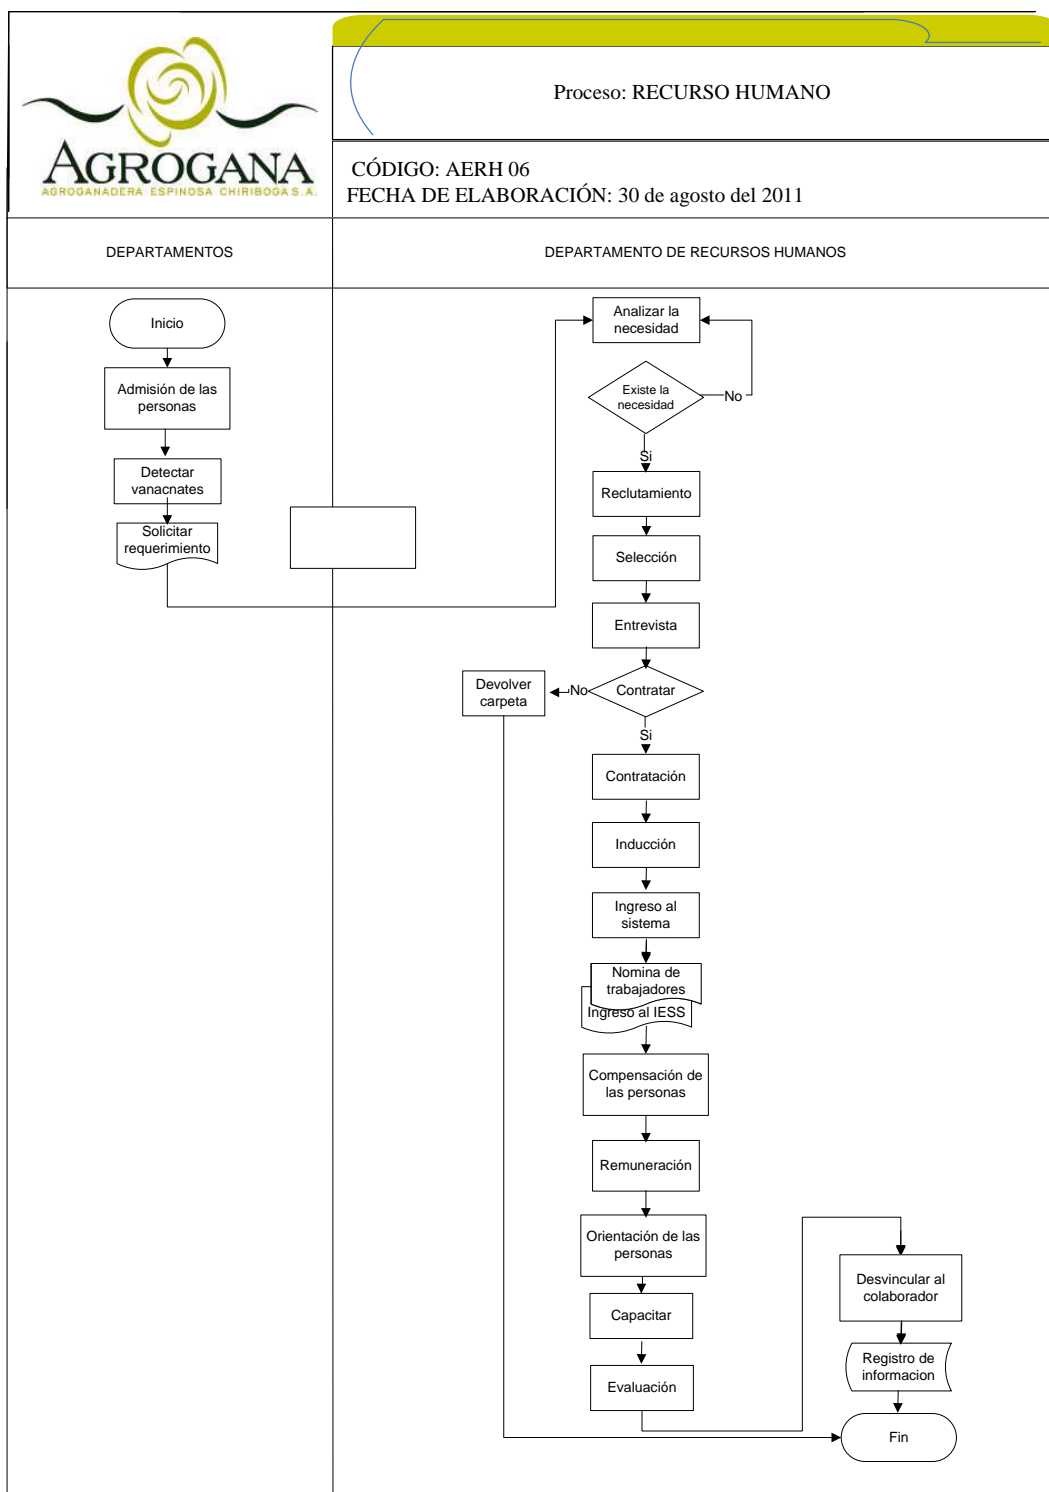 AGROGANA
AGROGANADERA ESPINOSA CHIRIBOGA S.A.
Proceso: RECURSO HUMANO
CÓDIGO: AERH 06
FECHA DE ELABORACIÓN: 30 de agosto del 2011
DEPARTAMENTOS
DEPARTAMENTO DE RECURSOS HUMANOS
Inicio
Admisión de las
personas
Detectar
vanacnates
Solicitar
requerimiento
Analizar la
necesidad
Existe la
necesidad
No
Si
Reclutamiento
Selección
Entrevista
Contratar
No
Devolver
carpeta
Si
Contratación
Inducción
Ingreso al
sistema
Nomina de
trabajadores
Ingreso al IESS
Compensación de
las personas
Remuneración
Orientación de las
personas
Capacitar
Evaluación
Desvincular al
colaborador
Registro de
informacion
Fin